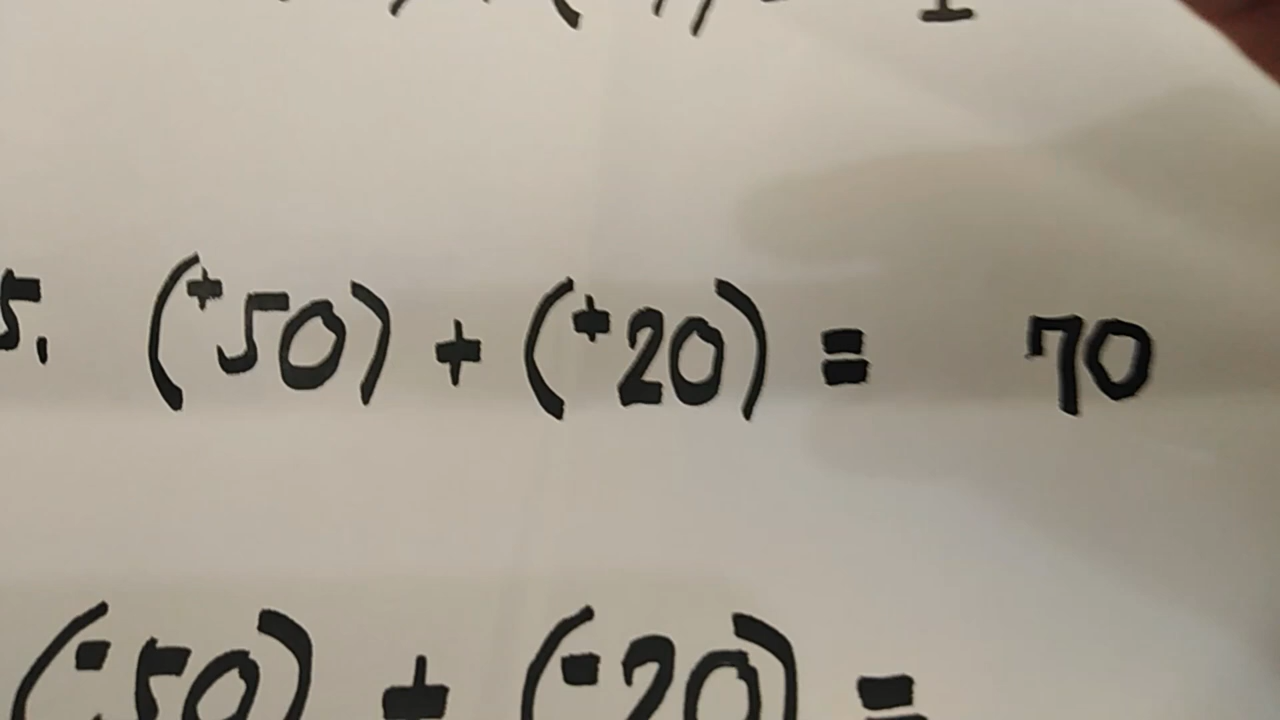 5. (⁺50) + (⁺20) = 70
(⁻50) + (⁻20) =